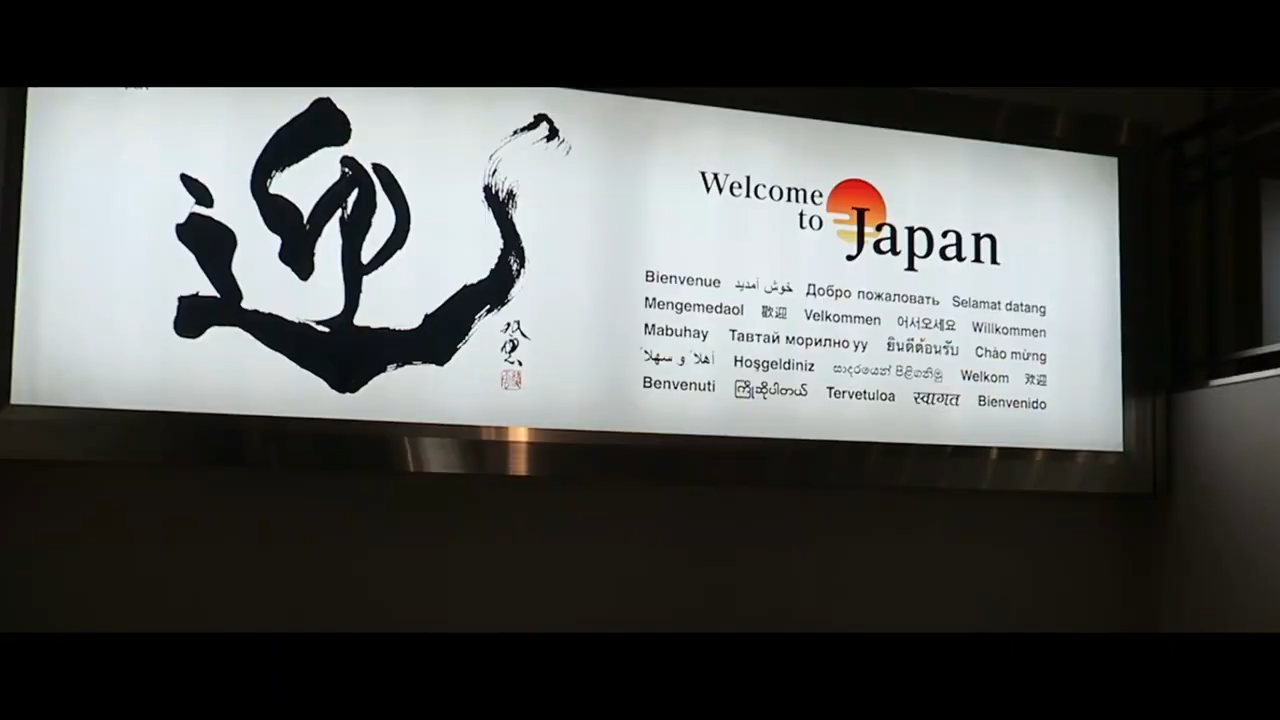 迎
Welcome
to Japan
Bienvenue خوش آمدید Добро пожаловать Selamat datang
Mengemedaol 歡迎 Velkommen 어서오세요 Willkommen
Mabuhay Тавтай морилно уу ยินดีต้อนรับ Chào mừng
أهلا ً و سهلا ً Hoşgeldiniz සාදරයෙන් පිළිගනිමු Welkom 欢迎
Benvenuti ကြိုဆိုပါတယ် Tervetuloa स्वागत Bienvenido